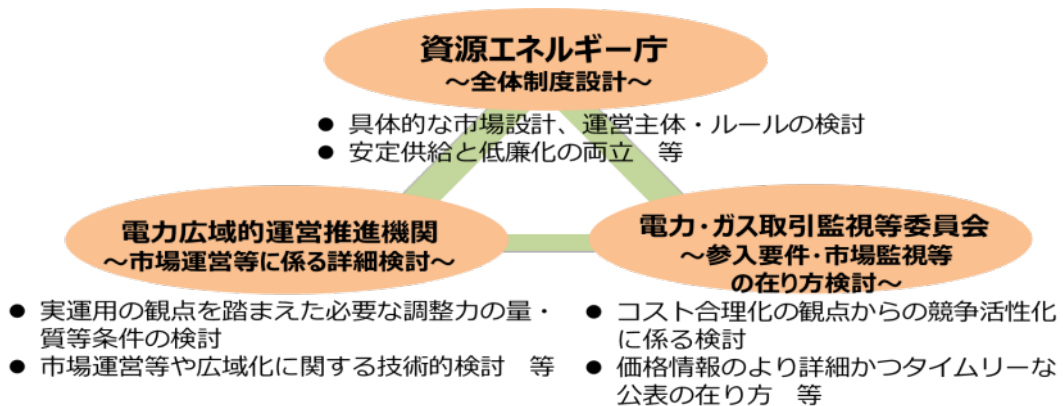 資源エネルギー庁
~全体制度設計~
● 具体的な市場設計、運営主体・ルールの検討
● 安定供給と低廉化の両立 等
電力広域的運営推進機関
~市場運営等に係る詳細検討~
● 実運用の観点を踏まえた必要な調整力の量・
質等条件の検討
● 市場運営等や広域化に関する技術的検討 等
電力・ガス取引監視等委員会
~参入要件・市場監視等
の在り方検討~
● コスト合理化の観点からの競争活性化
に係る検討
● 価格情報のより詳細かつタイムリーな
公表の在り方 等